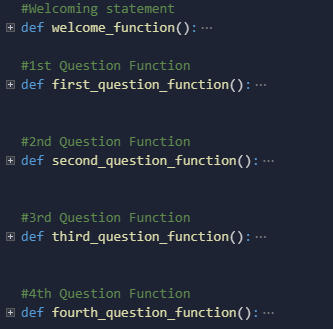 #Welcoming statement
def welcome_function():···
#1st Question Function
def first_question_function():···
#2nd Question Function
def second_question_function():···
#3rd Question Function
def third_question_function():···
#4th Question Function
def fourth_question_function():···